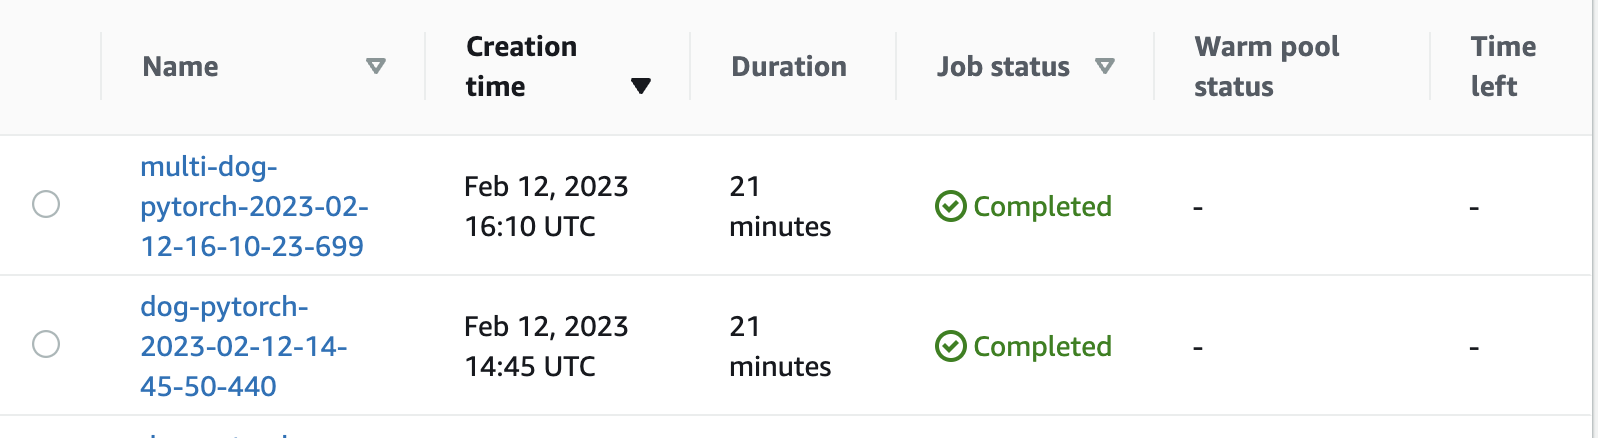 Name
Creation
time
Duration
Job status
Warm pool
status
Time
left
multi-dog-
pytorch-2023-02-
12-16-10-23-699
Feb 12, 2023
16:10 UTC
21
minutes
Completed
-
-
dog-pytorch-
2023-02-12-14-
45-50-440
Feb 12, 2023
14:45 UTC
21
minutes
Completed
-
-